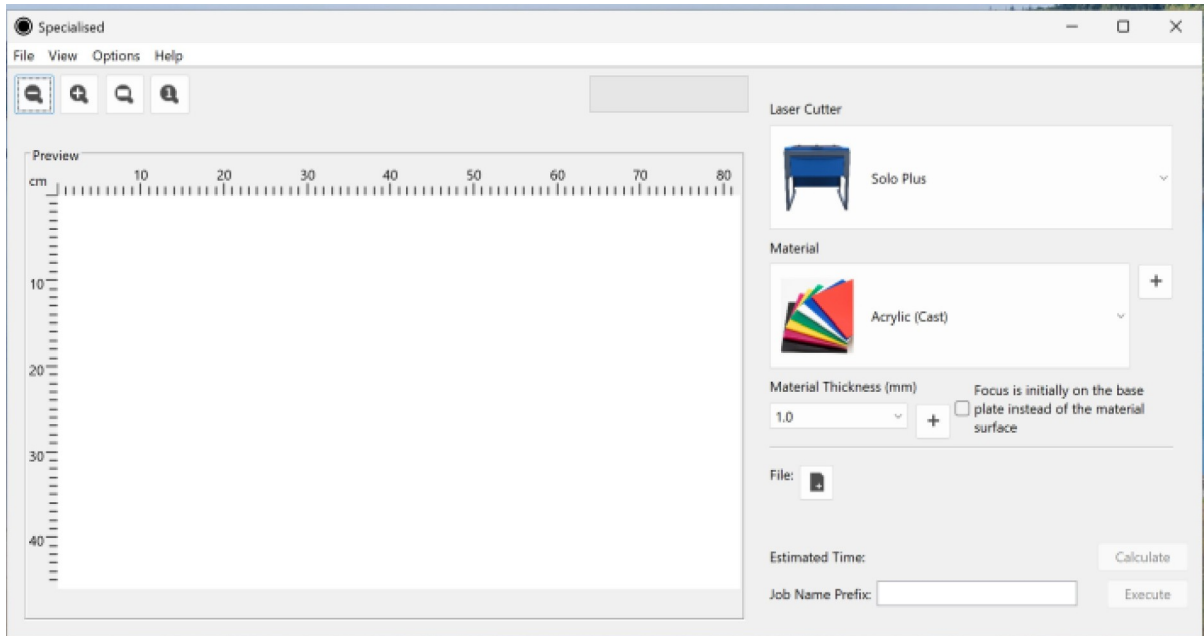 Specialised
File View Options Help
Laser Cutter
Preview
cm 10 20 30 40 50 60 70 80
Solo Plus
Material
10
Acrylic (Cast)
20
Material Thickness (mm)
Focus is initially on the base
plate instead of the material
surface
1.0
30
File:
40
Estimated Time:
Calculate
Job Name Prefix:
Execute